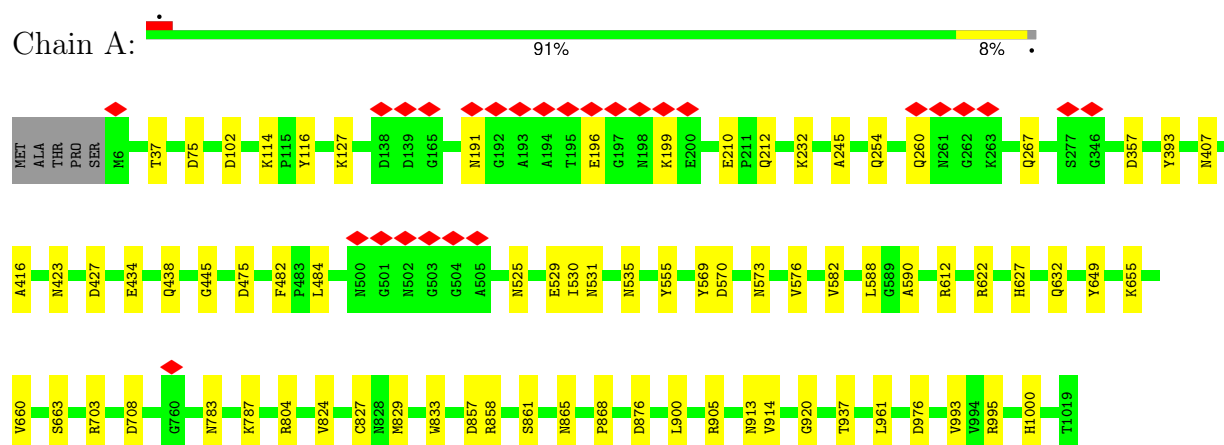 Chain A:
91% 8%
MET ALA THR PRO SER M6 T37 D75 D102 K114 P115 Y116 K127 D138 D139 G165 N191 G192 A193 A194 T195 E196 G197 N198 K199 E200 E210 P211 Q212 K232 A245 Q254 Q260 N261 G262 K263 Q267 S277 G346 D357 Y393 N407
A416 N423 D427 E434 Q438 G445 D475 F482 P483 L484 N500 G501 N502 G503 G504 A505 N525 E529 I530 N531 N535 Y555 Y569 D570 N573 V576 V582 L588 G589 A590 R612 R622 H627 Q632 Y649 K655
V660 S663 R703 D708 G760 N783 K787 R804 V824 C827 N828 M829 W833 D857 R858 S861 N865 P868 D876 L900 R905 N913 V914 G920 T937 L961 D976 V993 V994 R995 H1000 T1019